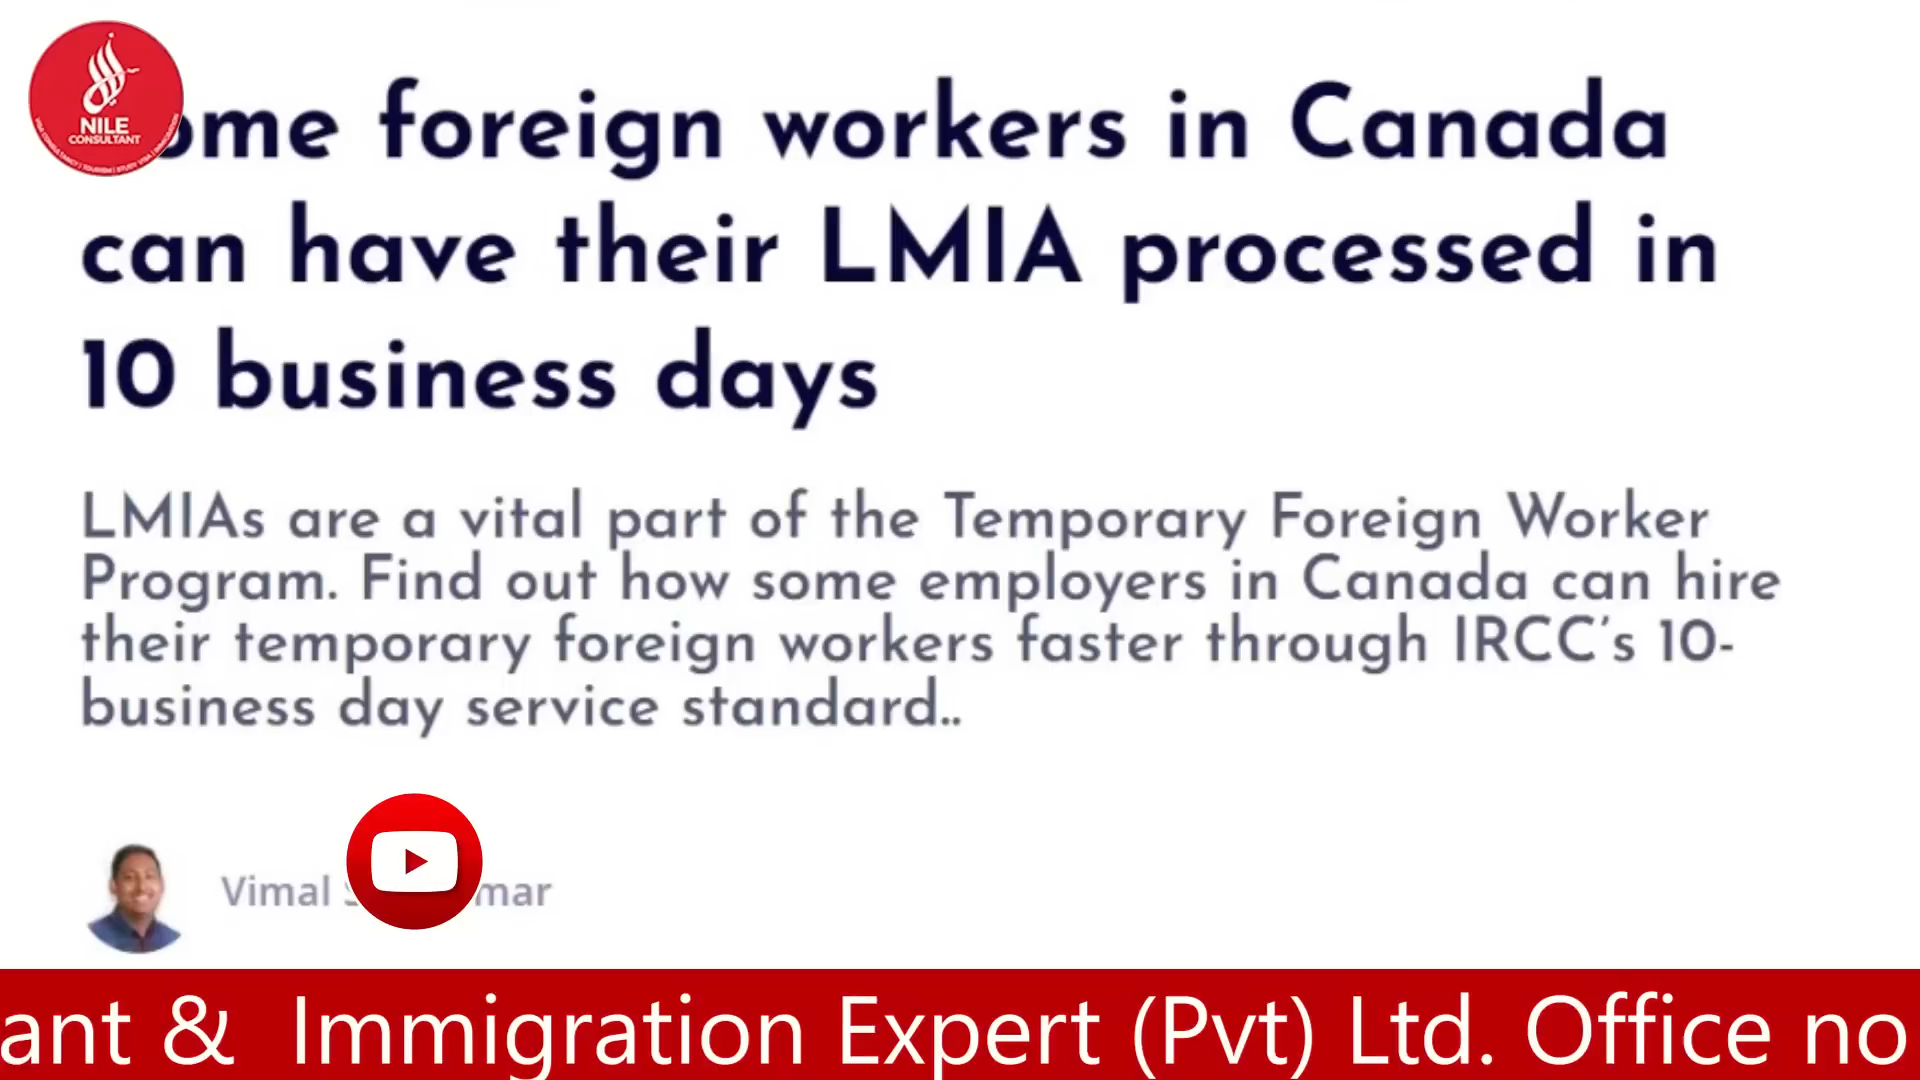 NILE
CONSULTANT
ome foreign workers in Canada
can have their LMIA processed in
10 business days
LMIAs are a vital part of the Temporary Foreign Worker
Program. Find out how some employers in Canada can hire
their temporary foreign workers faster through IRCC’s 10-
business day service standard..
Vimal S mar
ant & Immigration Expert (Pvt) Ltd. Office no